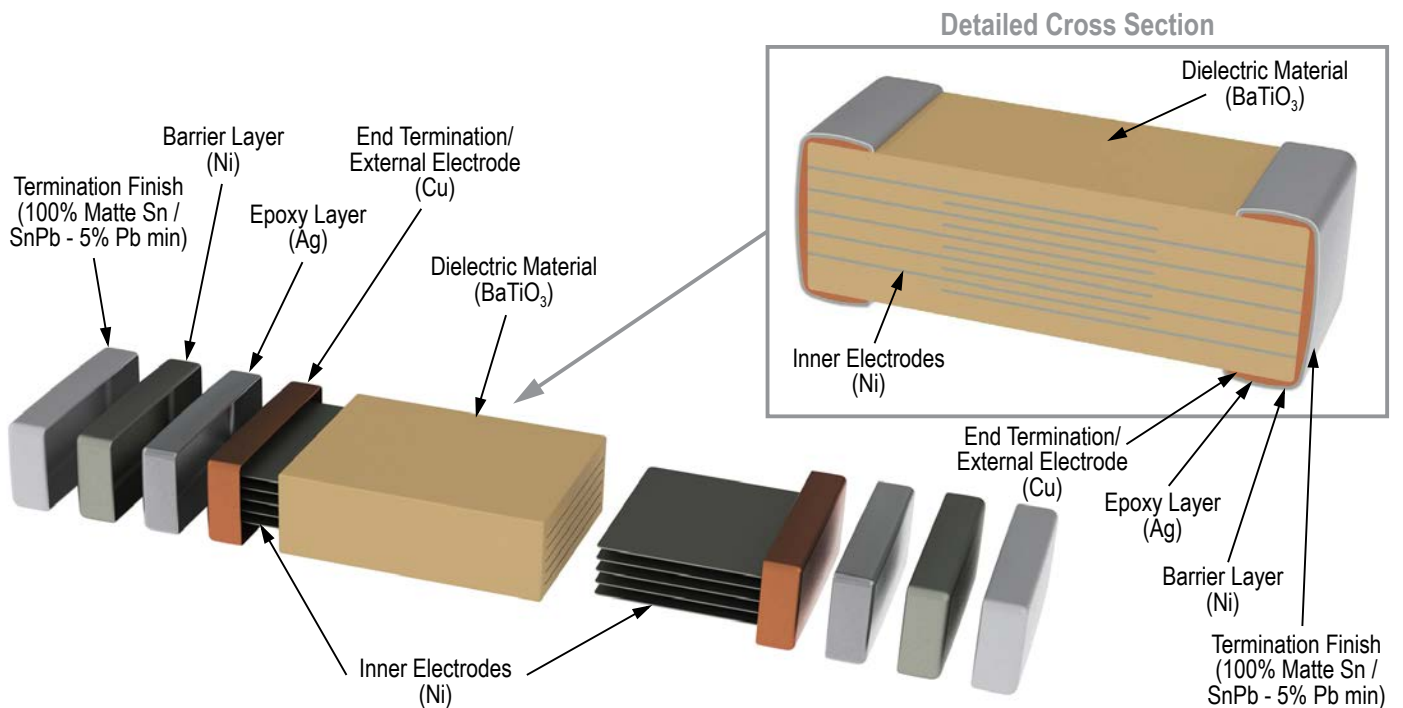 Detailed Cross Section
Dielectric Material
(BaTiO₃)
Inner Electrodes
(Ni)
End Termination/
External Electrode
(Cu)
Epoxy Layer
(Ag)
Barrier Layer
(Ni)
Termination Finish
(100% Matte Sn /
SnPb - 5% Pb min)
Termination Finish
(100% Matte Sn /
SnPb - 5% Pb min)
Barrier Layer
(Ni)
Epoxy Layer
(Ag)
End Termination/
External Electrode
(Cu)
Dielectric Material
(BaTiO₃)
Inner Electrodes
(Ni)